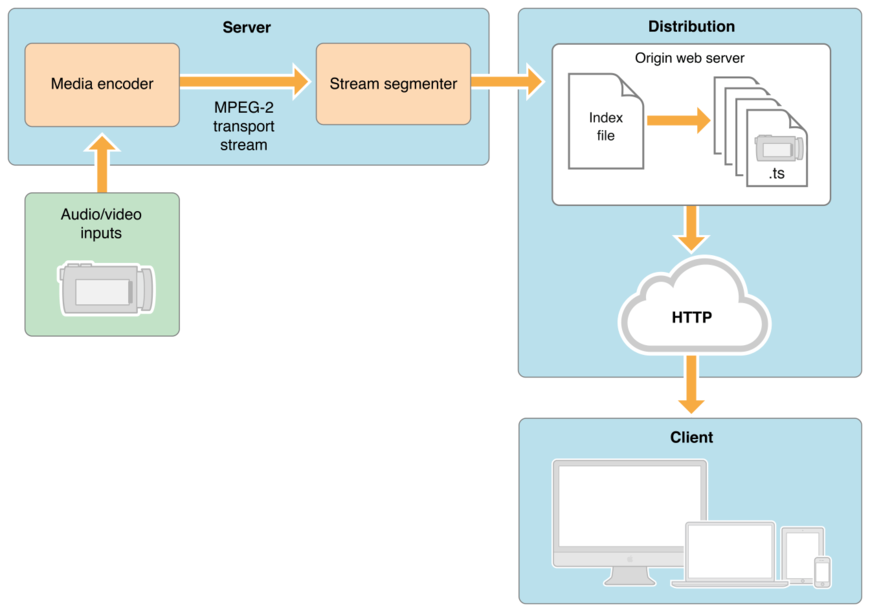 Server
Media encoder
MPEG-2
transport
stream
Stream segmenter
Audio/video
inputs
Distribution
Origin web server
Index
file
.ts
HTTP
Client